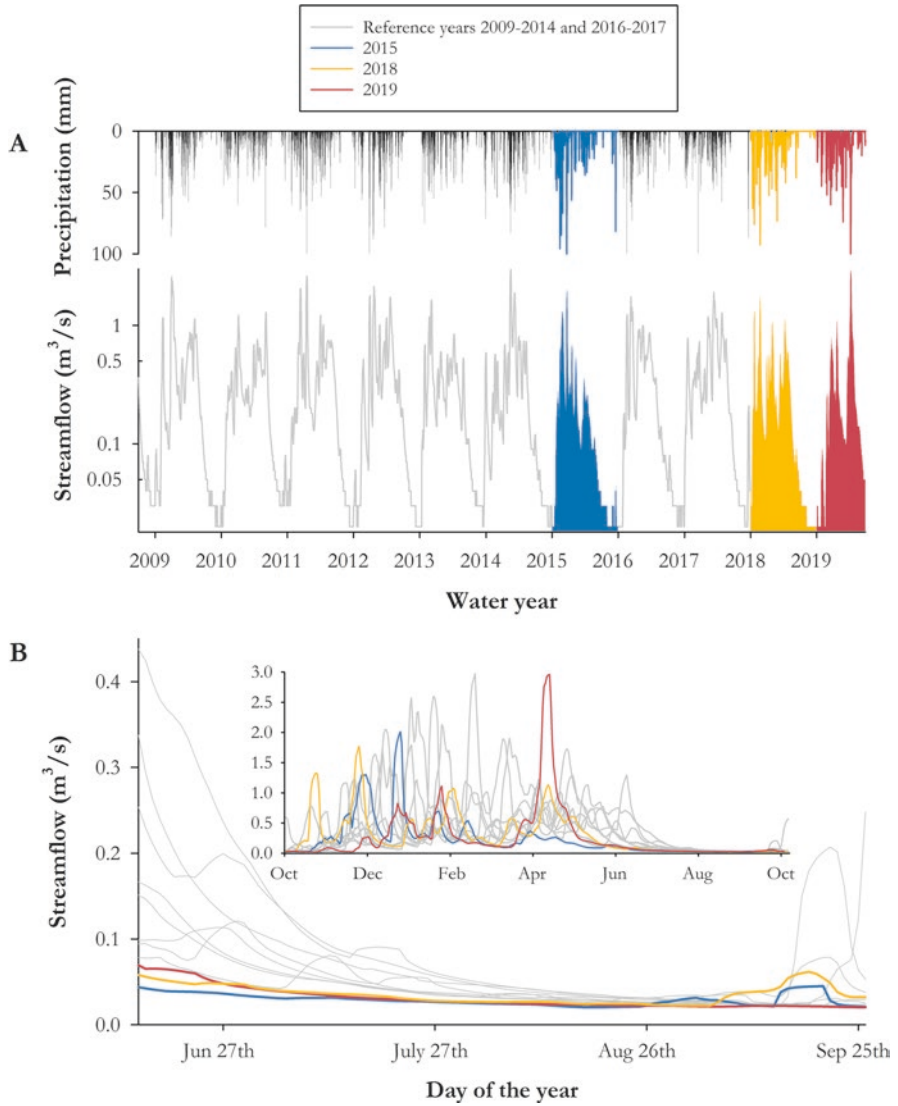 Reference years 2009-2014 and 2016-2017
2015
2018
2019
A
Precipitation (mm)
0
50
100
Streamflow (m³/s)
1
0.5
0.1
0.05
2009 2010 2011 2012 2013 2014 2015 2016 2017 2018 2019
Water year
B
Streamflow (m³/s)
0.4
0.3
0.2
0.1
0.0
3.0
2.5
2.0
1.5
1.0
0.5
0.0
Oct Dec Feb Apr Jun Aug Oct
Jun 27th July 27th Aug 26th Sep 25th
Day of the year